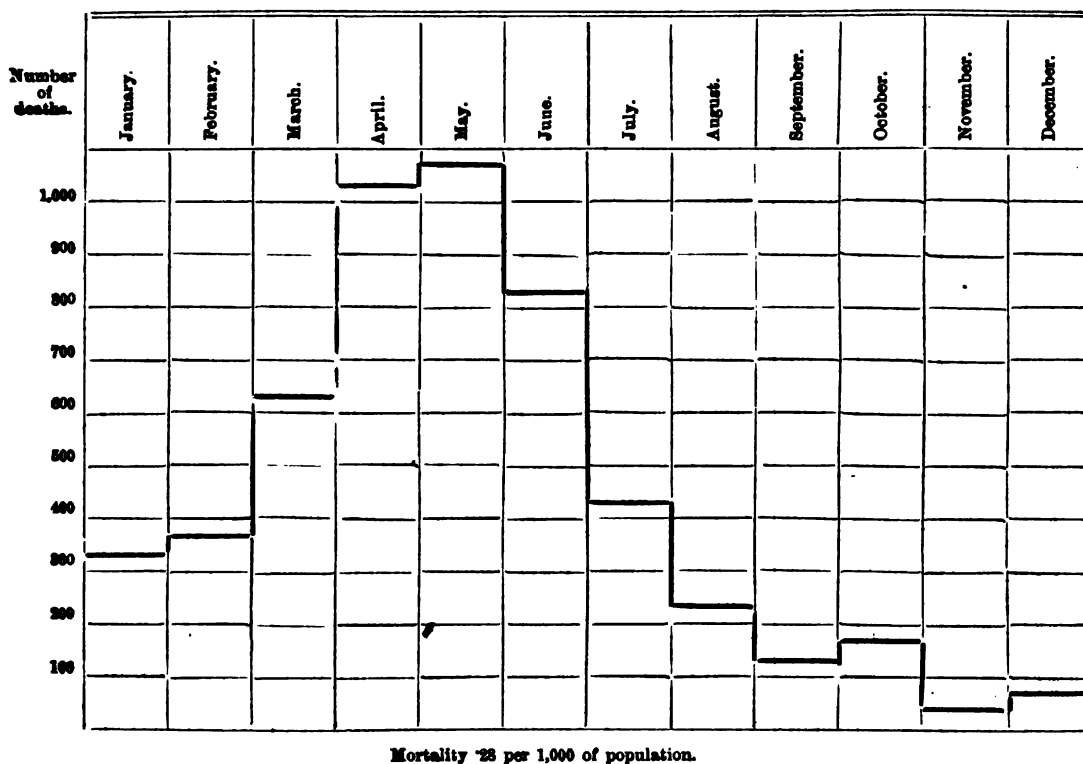 Number
of
deaths.
January.
February.
March.
April.
May.
June.
July.
August.
September.
October.
November.
December.
1,000
900
800
700
600
500
400
300
200
100
Mortality ·28 per 1,000 of population.